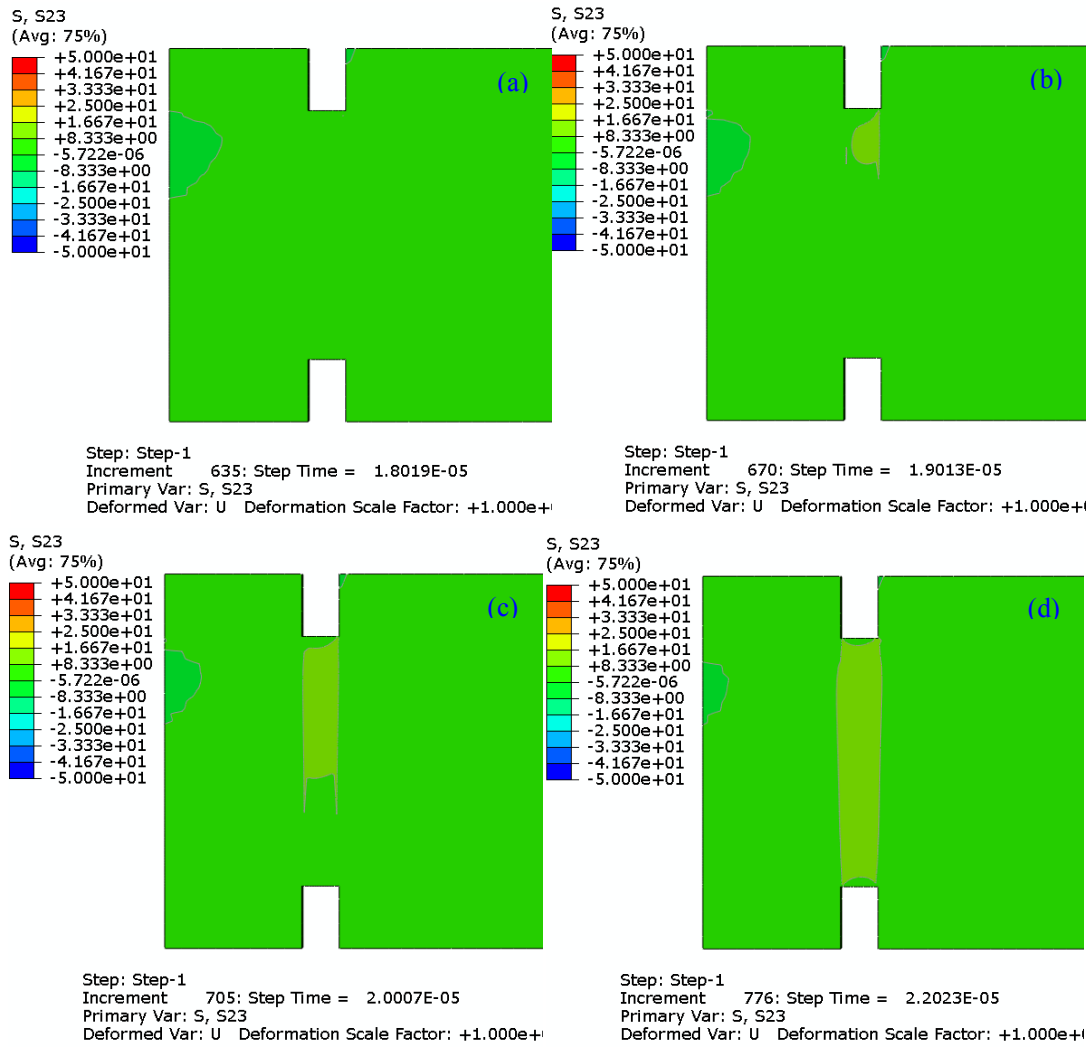 S, S23
(Avg: 75%)
+5.000e+01
+4.167e+01
+3.333e+01
+2.500e+01
+1.667e+01
+8.333e+00
-5.722e-06
-8.333e+00
-1.667e+01
-2.500e+01
-3.333e+01
-4.167e+01
-5.000e+01
(a)
Step: Step-1
Increment 635: Step Time = 1.8019E-05
Primary Var: S, S23
Deformed Var: U Deformation Scale Factor: +1.000e+
S, S23
(Avg: 75%)
+5.000e+01
+4.167e+01
+3.333e+01
+2.500e+01
+1.667e+01
+8.333e+00
-5.722e-06
-8.333e+00
-1.667e+01
-2.500e+01
-3.333e+01
-4.167e+01
-5.000e+01
(b)
Step: Step-1
Increment 670: Step Time = 1.9013E-05
Primary Var: S, S23
Deformed Var: U Deformation Scale Factor: +1.000e+
S, S23
(Avg: 75%)
+5.000e+01
+4.167e+01
+3.333e+01
+2.500e+01
+1.667e+01
+8.333e+00
-5.722e-06
-8.333e+00
-1.667e+01
-2.500e+01
-3.333e+01
-4.167e+01
-5.000e+01
(c)
Step: Step-1
Increment 705: Step Time = 2.0007E-05
Primary Var: S, S23
Deformed Var: U Deformation Scale Factor: +1.000e+
S, S23
(Avg: 75%)
+5.000e+01
+4.167e+01
+3.333e+01
+2.500e+01
+1.667e+01
+8.333e+00
-5.722e-06
-8.333e+00
-1.667e+01
-2.500e+01
-3.333e+01
-4.167e+01
-5.000e+01
(d)
Step: Step-1
Increment 776: Step Time = 2.2023E-05
Primary Var: S, S23
Deformed Var: U Deformation Scale Factor: +1.000e+